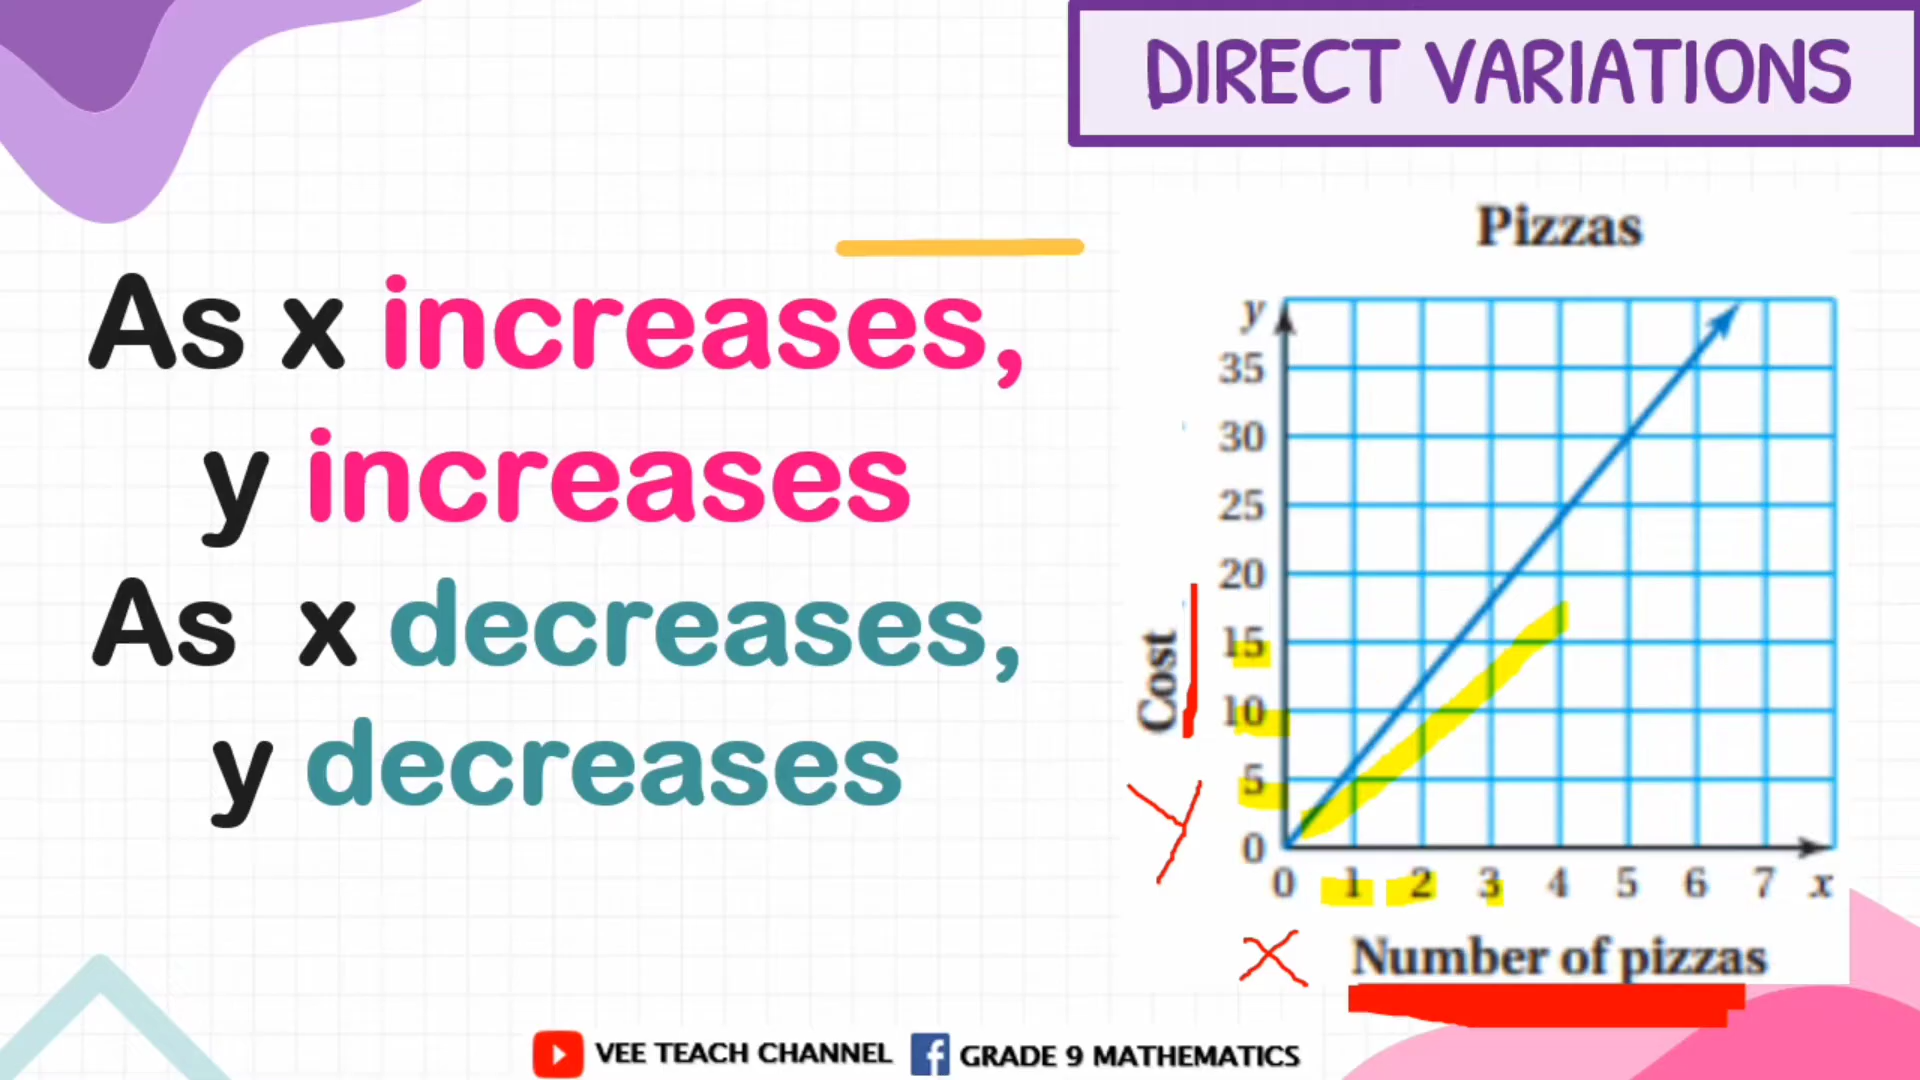 DIRECT VARIATIONS
As x increases,
y increases
As x decreases,
y decreases
Pizzas
y
35
30
25
20
15
10
5
0
Cost
Y
0 1 2 3 4 5 6 7 x
X
Number of pizzas
VEE TEACH CHANNEL GRADE 9 MATHEMATICS